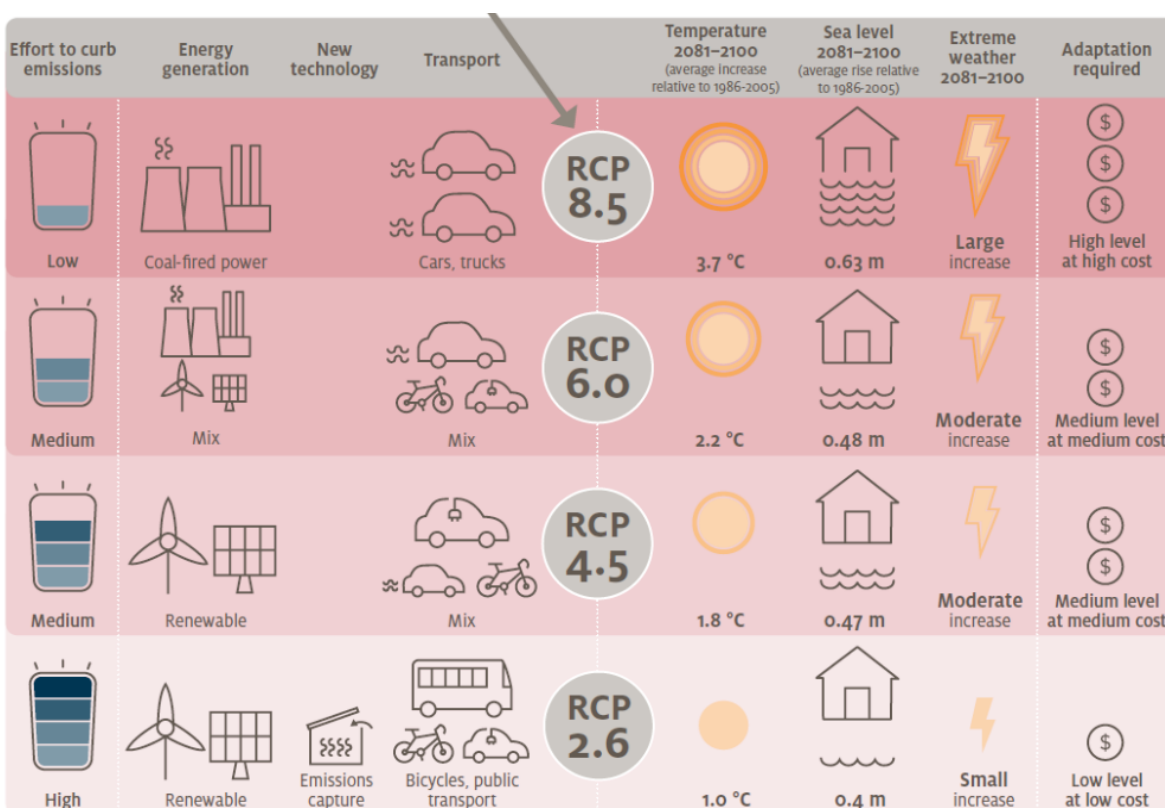 Effort to curb
emissions
Energy
generation
New
technology
Transport
Temperature
2081–2100
(average increase
relative to 1986-2005)
Sea level
2081–2100
(average rise relative
to 1986-2005)
Extreme
weather
2081–2100
Adaptation
required
Low
Coal-fired power
Cars, trucks
RCP
8.5
3.7 °C
0.63 m
Large
increase
$
$
$
High level
at high cost
Medium
Mix
Mix
RCP
6.0
2.2 °C
0.48 m
Moderate
increase
$
$
Medium level
at medium cost
Medium
Renewable
Mix
RCP
4.5
1.8 °C
0.47 m
Moderate
increase
$
$
Medium level
at medium cost
High
Renewable
Emissions
capture
Bicycles, public
transport
RCP
2.6
1.0 °C
0.4 m
Small
increase
$
Low level
at low cost